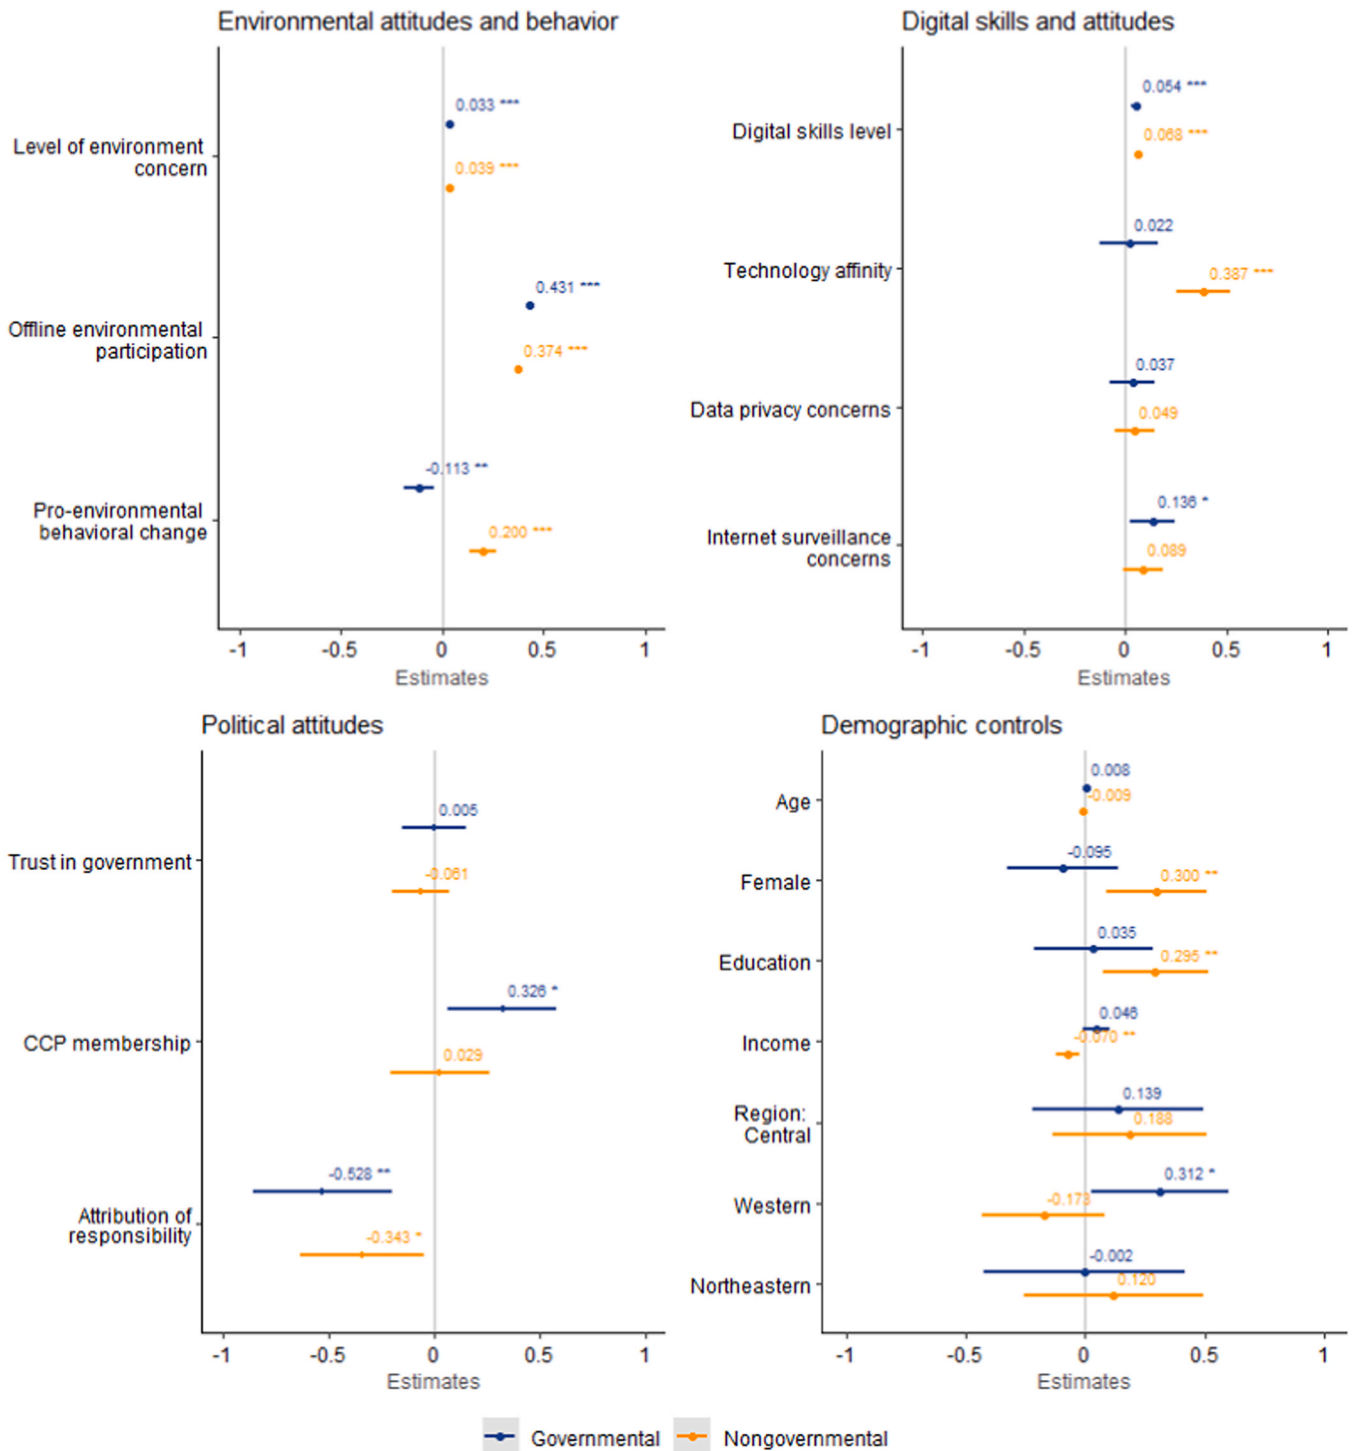 Environmental attitudes and behavior
Level of environment
concern
0.033 ***
0.039 ***
Offline environmental
participation
0.431 ***
0.374 ***
Pro-environmental
behavioral change
-0.113 **
0.200 ***
-1 -0.5 0 0.5 1
Estimates
Digital skills and attitudes
Digital skills level
0.054 ***
0.068 ***
Technology affinity
0.022
0.387 ***
Data privacy concerns
0.037
0.049
Internet surveillance
concerns
0.136 *
0.089
-1 -0.5 0 0.5 1
Estimates
Political attitudes
Trust in government
0.005
-0.061
CCP membership
0.326 *
0.029
Attribution of
responsibility
-0.528 **
-0.343 *
-1 -0.5 0 0.5 1
Estimates
Demographic controls
Age
0.008
-0.009
Female
-0.095
0.300 **
Education
0.035
0.295 **
Income
0.046
-0.070 **
Region:
Central
0.139
0.188
Western
0.312 *
-0.173
Northeastern
-0.002
0.120
-1 -0.5 0 0.5 1
Estimates
Governmental Nongovernmental